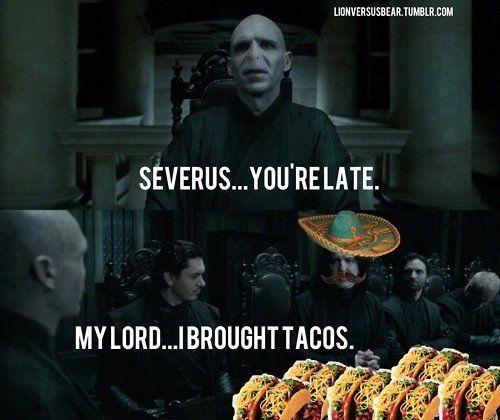 LIONVERSUSBEAR.TUMBLR.COM
SEVERUS...YOU'RE LATE.
MY LORD...I BROUGHT TACOS.